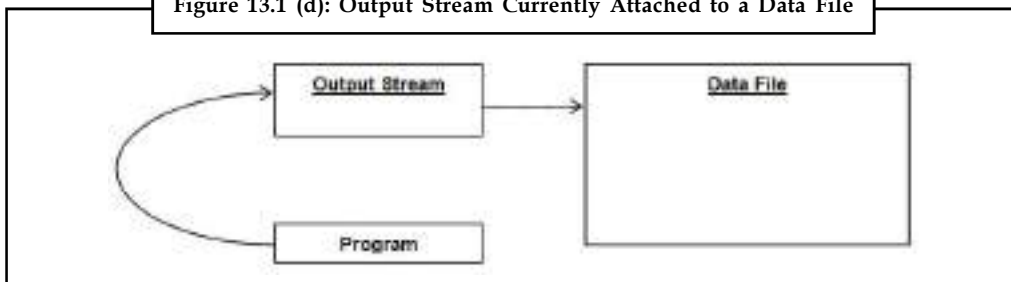 Figure 13.1 (d): Output Stream Currently Attached to a Data File
Output Stream
Data File
Program